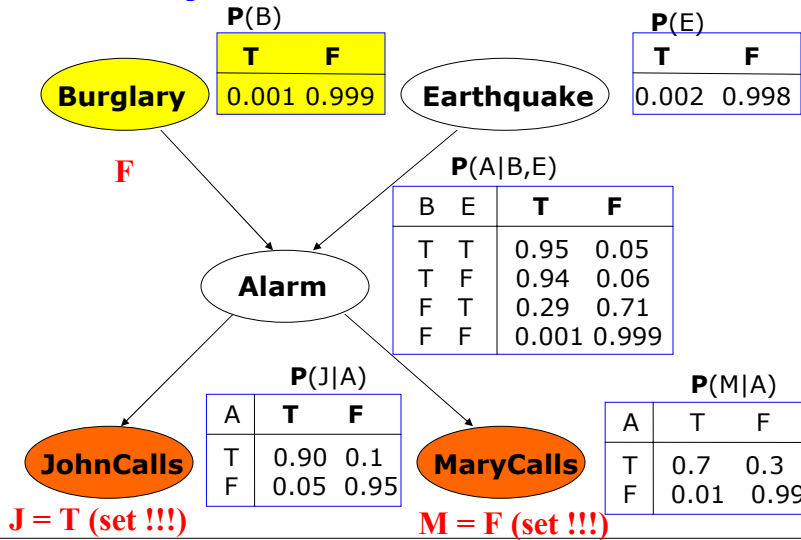 P(B)
T F
0.001 0.999
Burglary
Earthquake
P(E)
T F
0.002 0.998
F
P(A|B,E)
B E T F
T T 0.95 0.05
T F 0.94 0.06
F T 0.29 0.71
F F 0.001 0.999
Alarm
P(J|A)
A T F
T 0.90 0.1
F 0.05 0.95
P(M|A)
A T F
T 0.7 0.3
F 0.01 0.99
JohnCalls
MaryCalls
J = T (set !!!)
M = F (set !!!)